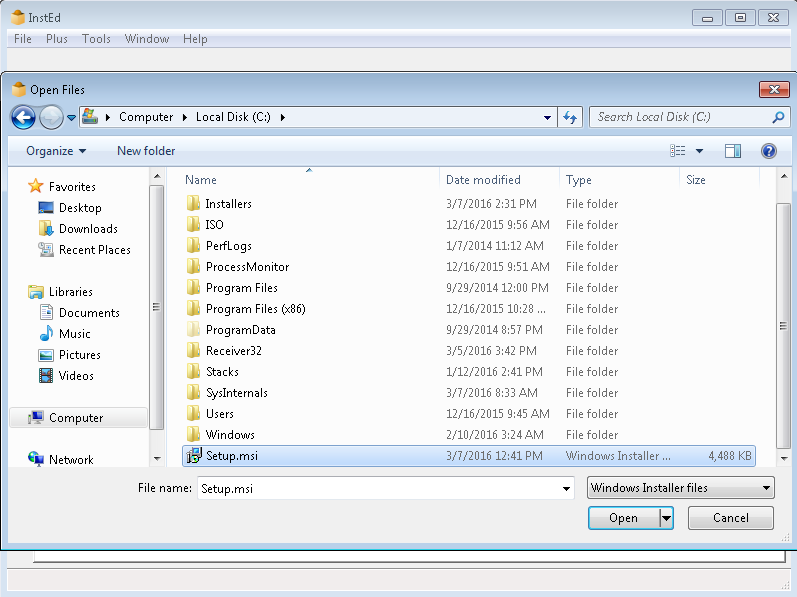 InstEd
File Plus Tools Window Help
Open Files
Computer Local Disk (C:) Search Local Disk (C:)
Organize New folder
Name Date modified Type Size
Favorites
Desktop
Downloads
Recent Places
Libraries
Documents
Music
Pictures
Videos
Computer
Network
Installers 3/7/2016 2:31 PM File folder
ISO 12/16/2015 9:56 AM File folder
PerfLogs 1/7/2014 11:12 AM File folder
ProcessMonitor 12/16/2015 9:51 AM File folder
Program Files 9/29/2014 12:00 PM File folder
Program Files (x86) 12/16/2015 10:28 ... File folder
ProgramData 9/29/2014 8:57 PM File folder
Receiver32 3/5/2016 3:42 PM File folder
Stacks 1/12/2016 2:41 PM File folder
SysInternals 3/7/2016 8:33 AM File folder
Users 12/16/2015 9:45 AM File folder
Windows 2/10/2016 3:24 AM File folder
Setup.msi 3/7/2016 12:41 PM Windows Installer ... 4,488 KB
File name: Setup.msi Windows Installer files
Open Cancel